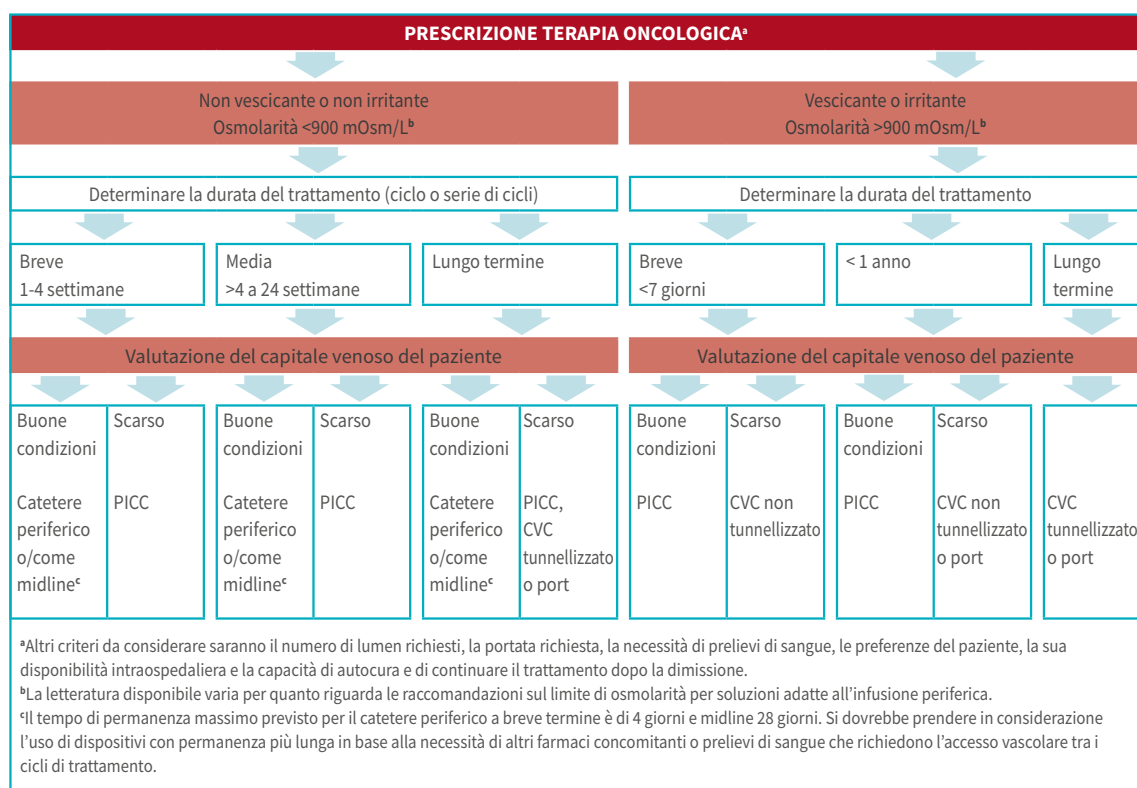 PRESCRIZIONE TERAPIA ONCOLOGICAᵃ
Non vescicante o non irritante
Osmolarità <900 mOsm/Lᵇ
Vescicante o irritante
Osmolarità >900 mOsm/Lᵇ
Determinare la durata del trattamento (ciclo o serie di cicli)
Determinare la durata del trattamento
Breve
1-4 settimane
Media
>4 a 24 settimane
Lungo termine
Breve
<7 giorni
< 1 anno
Lungo
termine
Valutazione del capitale venoso del paziente
Valutazione del capitale venoso del paziente
Buone
condizioni
Catetere
periferico
o/come
midlineᶜ
Scarso
PICC
Buone
condizioni
Catetere
periferico
o/come
midlineᶜ
Scarso
PICC
Buone
condizioni
Catetere
periferico
o/come
midlineᶜ
Scarso
PICC,
CVC
tunnellizzato
o port
Buone
condizioni
PICC
Scarso
CVC non
tunnellizzato
Buone
condizioni
PICC
Scarso
CVC non
tunnellizzato
o port
CVC
tunnellizzato
o port
ᵃAltri criteri da considerare saranno il numero di lumen richiesti, la portata richiesta, la necessità di prelievi di sangue, le preferenze del paziente, la sua
disponibilità intraospedaliera e la capacità di autocura e di continuare il trattamento dopo la dimissione.
ᵇLa letteratura disponibile varia per quanto riguarda le raccomandazioni sul limite di osmolarità per soluzioni adatte all’infusione periferica.
ᶜIl tempo di permanenza massimo previsto per il catetere periferico a breve termine è di 4 giorni e midline 28 giorni. Si dovrebbe prendere in considerazione
l’uso di dispositivi con permanenza più lunga in base alla necessità di altri farmaci concomitanti o prelievi di sangue che richiedono l’accesso vascolare tra i
cicli di trattamento.